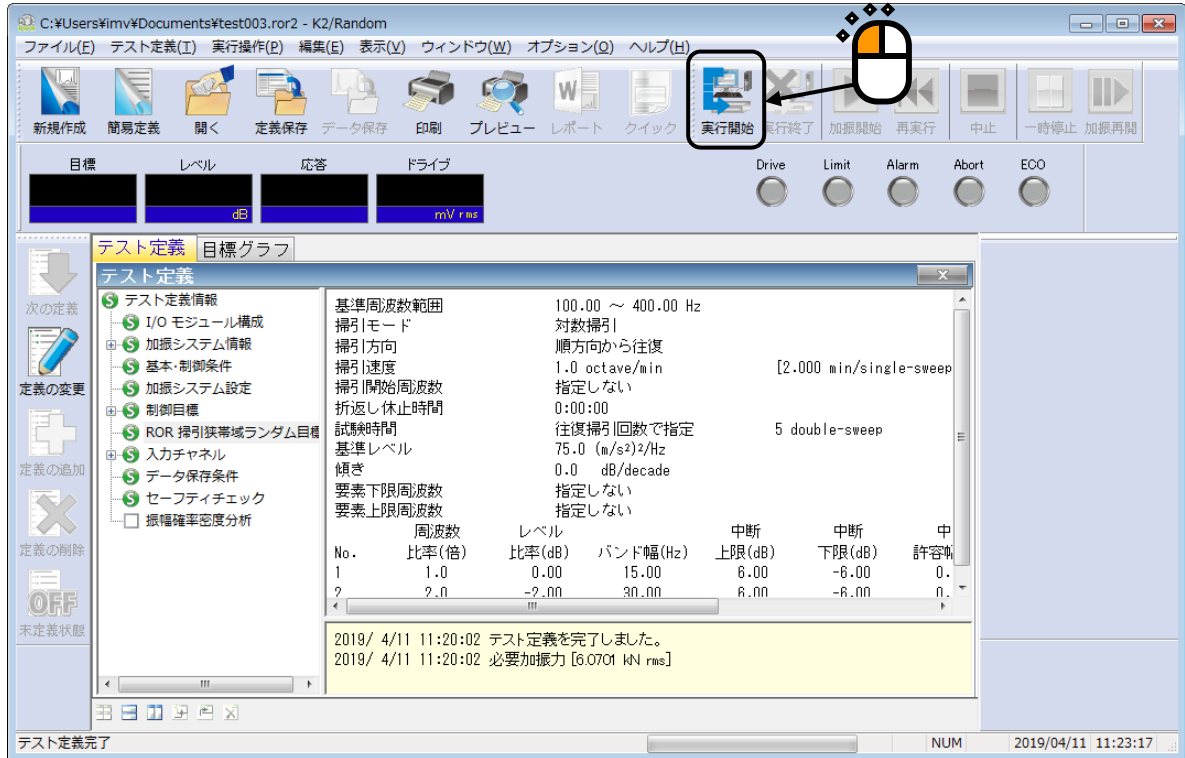 C:¥Users¥imv¥Documents¥test003.ror2 - K2/Random
ファイル(F) テスト定義(T) 実行操作(P) 編集(E) 表示(V) ウィンドウ(W) オプション(O) ヘルプ(H)
新規作成 簡易定義 開く 定義保存 データ保存 印刷 プレビュー レポート クイック 実行開始 実行終了 加振開始 再実行 中止 一時停止 加振再開
目標 レベル 応答 ドライブ Drive Limit Alarm Abort ECO
dB mV rms
テスト定義 目標グラフ
テスト定義
次の定義
定義の変更
定義の追加
定義の削除
OFF
未定義状態
テスト定義情報
I/O モジュール構成
加振システム情報
基本・制御条件
加振システム設定
制御目標
ROR 掃引狭帯域ランダム目標
入力チャネル
データ保存条件
セーフティチェック
振幅確率密度分析
基準周波数範囲 100.00 ～ 400.00 Hz
掃引モード 対数掃引
掃引方向 順方向から往復
掃引速度 1.0 octave/min [2.000 min/single-sweep
掃引開始周波数 指定しない
折返し休止時間 0:00:00
試験時間 往復掃引回数で指定 5 double-sweep
基準レベル 75.0 (m/s²)²/Hz
傾き 0.0 dB/decade
要素下限周波数 指定しない
要素上限周波数 指定しない
周波数 レベル 中断 中断 中
No. 比率(倍) 比率(dB) バンド幅(Hz) 上限(dB) 下限(dB) 許容幅
1 1.0 0.00 15.00 6.00 -6.00 0.
2 2.0 -2.00 30.00 6.00 -6.00 0.
2019/ 4/11 11:20:02 テスト定義を完了しました。
2019/ 4/11 11:20:02 必要加振力 [6.0701 kN rms]
テスト定義完了 NUM 2019/04/11 11:23:17